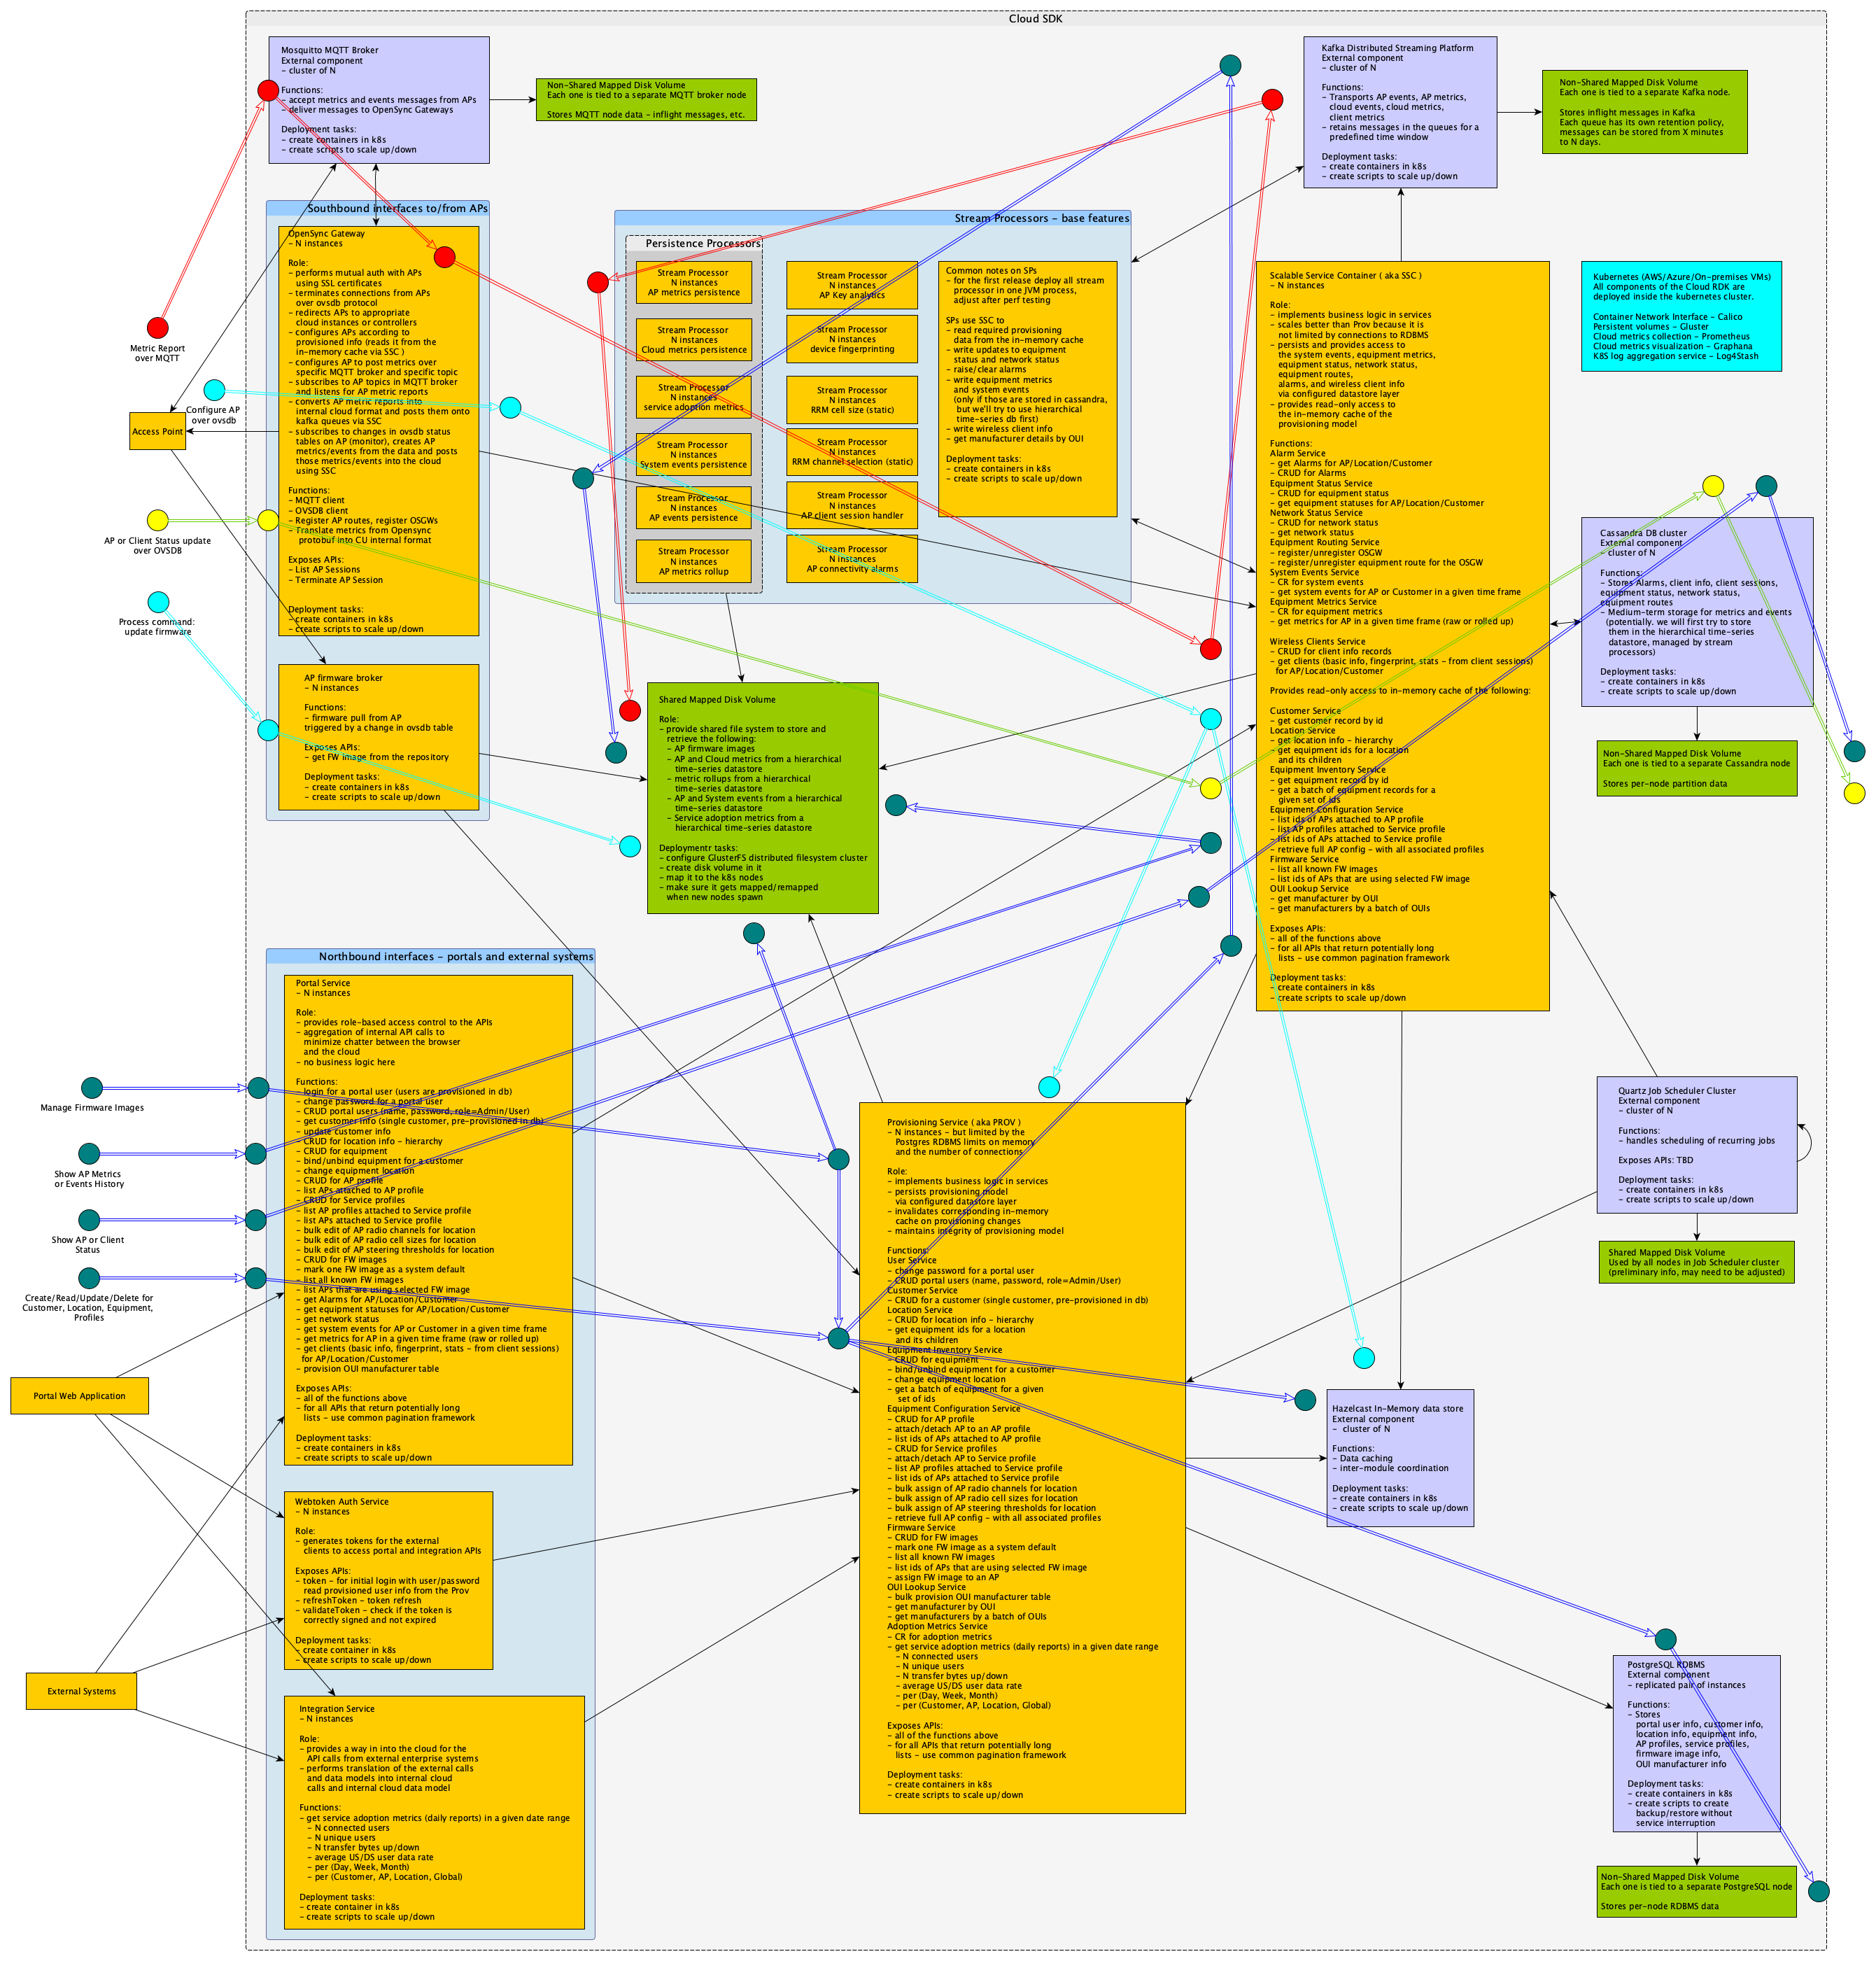 Cloud SDK
Mosquitto MQTT Broker
External component
- cluster of N
Functions:
- accept metrics and events messages from APs
- deliver messages to OpenSync Gateways
Deployment tasks:
- create containers in k8s
- create scripts to scale up/down
Non-Shared Mapped Disk Volume
Each one is tied to a separate MQTT broker node
Stores MQTT node data - inflight messages, etc.
Kafka Distributed Streaming Platform
External component
- cluster of N
Functions:
- Transports AP events, AP metrics,
cloud events, cloud metrics,
client metrics
- retains messages in the queues for a
predefined time window
Deployment tasks:
- create containers in k8s
- create scripts to scale up/down
Non-Shared Mapped Disk Volume
Each one is tied to a separate Kafka node.
Stores inflight messages in Kafka
Each queue has its own retention policy,
messages can be stored from X minutes
to N days.
Southbound interfaces to/from APs
OpenSync Gateway
- N instances
Role:
- performs mutual auth with APs
using SSL certificates
- terminates connections from APs
over ovsdb protocol
- redirects APs to appropriate
cloud instances or controllers
- configures APs according to
provisioned info (reads it from the
in-memory cache via SSC )
- configures AP to post metrics over
specific MQTT broker and specific topic
- subscribes to AP topics in MQTT broker
and listens for AP metric reports
- converts AP metric reports into
internal cloud format and posts them onto
kafka queues via SSC
- subscribes to changes in ovsdb status
tables on AP (monitor), creates AP
metrics/events from the data and posts
those metrics/events into the cloud
using SSC
Functions:
- MQTT client
- OVSDB client
- Register AP routes, register OSGWs
- Translate metrics from Opensync
protobuf into CU internal format
Exposes APIs:
- List AP Sessions
- Terminate AP Session
Deployment tasks:
- create containers in k8s
- create scripts to scale up/down
Metric Report
over MQTT
Configure AP
over ovsdb
Access Point
AP or Client Status update
over OVSDB
Process command:
update firmware
AP firmware broker
- N instances
Functions:
- firmware pull from AP
triggered by a change in ovsdb table
Exposes APIs:
- get FW image from the repository
Deployment tasks:
- create containers in k8s
- create scripts to scale up/down
Stream Processors - base features
Persistence Processors
Stream Processor
N instances
AP metrics persistence
Stream Processor
N instances
Cloud metrics persistence
Stream Processor
N instances
service adoption metrics
Stream Processor
N instances
System events persistence
Stream Processor
N instances
AP events persistence
Stream Processor
N instances
AP metrics rollup
Stream Processor
N instances
AP Key analytics
Stream Processor
N instances
device fingerprinting
Stream Processor
N instances
RRM cell size (static)
Stream Processor
N instances
RRM channel selection (static)
Stream Processor
N instances
AP client session handler
Stream Processor
N instances
AP connectivity alarms
Common notes on SPs
- for the first release deploy all stream
processor in one JVM process,
adjust after perf testing
SPs use SSC to
- read required provisioning
data from the in-memory cache
- write updates to equipment
status and network status
- raise/clear alarms
- write equipment metrics
and system events
(only if those are stored in cassandra,
but we'll try to use hierarchical
time-series db first)
- write wireless client info
- get manufacturer details by OUI
Deployment tasks:
- create containers in k8s
- create scripts to scale up/down
Scalable Service Container ( aka SSC )
- N instances
Role:
- implements business logic in services
- scales better than Prov because it is
not limited by connections to RDBMS
- persists and provides access to
the system events, equipment metrics,
equipment status, network status,
equipment routes,
alarms, and wireless client info
via configured datastore layer
- provides read-only access to
the in-memory cache of the
provisioning model
Functions:
Alarm Service
- get Alarms for AP/Location/Customer
- CRUD for Alarms
Equipment Status Service
- CRUD for equipment status
- get equipment statuses for AP/Location/Customer
Network Status Service
- CRUD for network status
- get network status
Equipment Routing Service
- register/unregister OSGW
- register/unregister equipment route for the OSGW
System Events Service
- CR for system events
- get system events for AP or Customer in a given time frame
Equipment Metrics Service
- CR for equipment metrics
- get metrics for AP in a given time frame (raw or rolled up)
Wireless Clients Service
- CRUD for client info records
- get clients (basic info, fingerprint, stats - from client sessions)
for AP/Location/Customer
Provides read-only access to in-memory cache of the following:
Customer Service
- get customer record by id
Location Service
- get location info - hierarchy
- get equipment ids for a location
and its children
Equipment Inventory Service
- get equipment record by id
- get a batch of equipment records for a
given set of ids
Equipment Configuration Service
- list ids of APs attached to AP profile
- list AP profiles attached to Service profile
- list ids of APs attached to Service profile
- retrieve full AP config - with all associated profiles
Firmware Service
- list all known FW images
- list ids of APs that are using selected FW image
OUI Lookup Service
- get manufacturer by OUI
- get manufacturers by a batch of OUIs
Exposes APIs:
- all of the functions above
- for all APIs that return potentially long
lists - use common pagination framework
Deployment tasks:
- create containers in k8s
- create scripts to scale up/down
Kubernetes (AWS/Azure/On-premises VMs)
All components of the Cloud RDK are
deployed inside the kubernetes cluster.
Container Network Interface - Calico
Persistent volumes - Gluster
Cloud metrics collection - Prometheus
Cloud metrics visualization - Graphana
K8S log aggregation service - Log4Stash
Cassandra DB cluster
External component
- cluster of N
Functions:
- Stores Alarms, client info, client sessions,
equipment status, network status,
equipment routes
- Medium-term storage for metrics and events
(potentially. we will first try to store
them in the hierarchical time-series
datastore, managed by stream
processors)
Deployment tasks:
- create containers in k8s
- create scripts to scale up/down
Non-Shared Mapped Disk Volume
Each one is tied to a separate Cassandra node
Stores per-node partition data
Shared Mapped Disk Volume
Role:
- provide shared file system to store and
retrieve the following:
- AP firmware images
- AP and Cloud metrics from a hierarchical
time-series datastore
- metric rollups from a hierarchical
time-series datastore
- AP and System events from a hierarchical
time-series datastore
- Service adoption metrics from a
hierarchical time-series datastore
Deploymentr tasks:
- configure GlusterFS distributed filesystem cluster
- create disk volume in it
- map it to the k8s nodes
- make sure it gets mapped/remapped
when new nodes spawn
Northbound interfaces - portals and external systems
Portal Service
- N instances
Role:
- provides role-based access control to the APIs
- aggregation of internal API calls to
minimize chatter between the browser
and the cloud
- no business logic here
Functions:
- login for a portal user (users are provisioned in db)
- change password for a portal user
- CRUD portal users (name, password, role=Admin/User)
- get customer info (single customer, pre-provisioned in db)
- update customer info
- CRUD for location info - hierarchy
- CRUD for equipment
- bind/unbind equipment for a customer
- change equipment location
- CRUD for AP profile
- list APs attached to AP profile
- CRUD for Service profiles
- list AP profiles attached to Service profile
- list APs attached to Service profile
- bulk edit of AP radio channels for location
- bulk edit of AP radio cell sizes for location
- bulk edit of AP steering thresholds for location
- CRUD for FW images
- mark one FW image as a system default
- list all known FW images
- list APs that are using selected FW image
- get Alarms for AP/Location/Customer
- get equipment statuses for AP/Location/Customer
- get network status
- get system events for AP or Customer in a given time frame
- get metrics for AP in a given time frame (raw or rolled up)
- get clients (basic info, fingerprint, stats - from client sessions)
for AP/Location/Customer
- provision OUI manufacturer table
Exposes APIs:
- all of the functions above
- for all APIs that return potentially long
lists - use common pagination framework
Deployment tasks:
- create containers in k8s
- create scripts to scale up/down
Manage Firmware Images
Show AP Metrics
or Events History
Show AP or Client
Status
Create/Read/Update/Delete for
Customer, Location, Equipment,
Profiles
Portal Web Application
External Systems
Webtoken Auth Service
- N instances
Role:
- generates tokens for the external
clients to access portal and integration APIs
Exposes APIs:
- token - for initial login with user/password
read provisioned user info from the Prov
- refreshToken - token refresh
- validateToken - check if the token is
correctly signed and not expired
Deployment tasks:
- create container in k8s
- create scripts to scale up/down
Integration Service
- N instances
Role:
- provides a way in into the cloud for the
API calls from external enterprise systems
- performs translation of the external calls
and data models into internal cloud
calls and internal cloud data model
Functions:
- get service adoption metrics (daily reports) in a given date range
- N connected users
- N unique users
- N transfer bytes up/down
- average US/DS user data rate
- per (Day, Week, Month)
- per (Customer, AP, Location, Global)
Deployment tasks:
- create container in k8s
- create scripts to scale up/down
Provisioning Service ( aka PROV )
- N instances - but limited by the
Postgres RDBMS limits on memory
and the number of connections
Role:
- implements business logic in services
- persists provisioning model
via configured datastore layer
- invalidates corresponding in-memory
cache on provisioning changes
- maintains integrity of provisioning model
Functions:
User Service
- change password for a portal user
- CRUD portal users (name, password, role=Admin/User)
Customer Service
- CRUD for a customer (single customer, pre-provisioned in db)
Location Service
- CRUD for location info - hierarchy
- get equipment ids for a location
and its children
Equipment Inventory Service
- CRUD for equipment
- bind/unbind equipment for a customer
- change equipment location
- get a batch of equipment for a given
set of ids
Equipment Configuration Service
- CRUD for AP profile
- attach/detach AP to an AP profile
- list ids of APs attached to AP profile
- CRUD for Service profiles
- attach/detach AP to Service profile
- list AP profiles attached to Service profile
- list ids of APs attached to Service profile
- bulk assign of AP radio channels for location
- bulk assign of AP radio cell sizes for location
- bulk assign of AP steering thresholds for location
- retrieve full AP config - with all associated profiles
Firmware Service
- CRUD for FW images
- mark one FW image as a system default
- list all known FW images
- list ids of APs that are using selected FW image
- assign FW image to an AP
OUI Lookup Service
- bulk provision OUI manufacturer table
- get manufacturer by OUI
- get manufacturers by a batch of OUIs
Adoption Metrics Service
- CR for adoption metrics
- get service adoption metrics (daily reports) in a given date range
- N connected users
- N unique users
- N transfer bytes up/down
- average US/DS user data rate
- per (Day, Week, Month)
- per (Customer, AP, Location, Global)
Exposes APIs:
- all of the functions above
- for all APIs that return potentially long
lists - use common pagination framework
Deployment tasks:
- create containers in k8s
- create scripts to scale up/down
Quartz Job Scheduler Cluster
External component
- cluster of N
Functions:
- handles scheduling of recurring jobs
Exposes APIs: TBD
Deployment tasks:
- create containers in k8s
- create scripts to scale up/down
Shared Mapped Disk Volume
Used by all nodes in Job Scheduler cluster
(preliminary info, may need to be adjusted)
Hazelcast In-Memory data store
External component
- cluster of N
Functions:
- Data caching
- inter-module coordination
Deployment tasks:
- create containers in k8s
- create scripts to scale up/down
PostgreSQL RDBMS
External component
- replicated pair of instances
Functions:
- Stores
portal user info, customer info,
location info, equipment info,
AP profiles, service profiles,
firmware image info,
OUI manufacturer info
Deployment tasks:
- create containers in k8s
- create scripts to create
backup/restore without
service interruption
Non-Shared Mapped Disk Volume
Each one is tied to a separate PostgreSQL node
Stores per-node RDBMS data